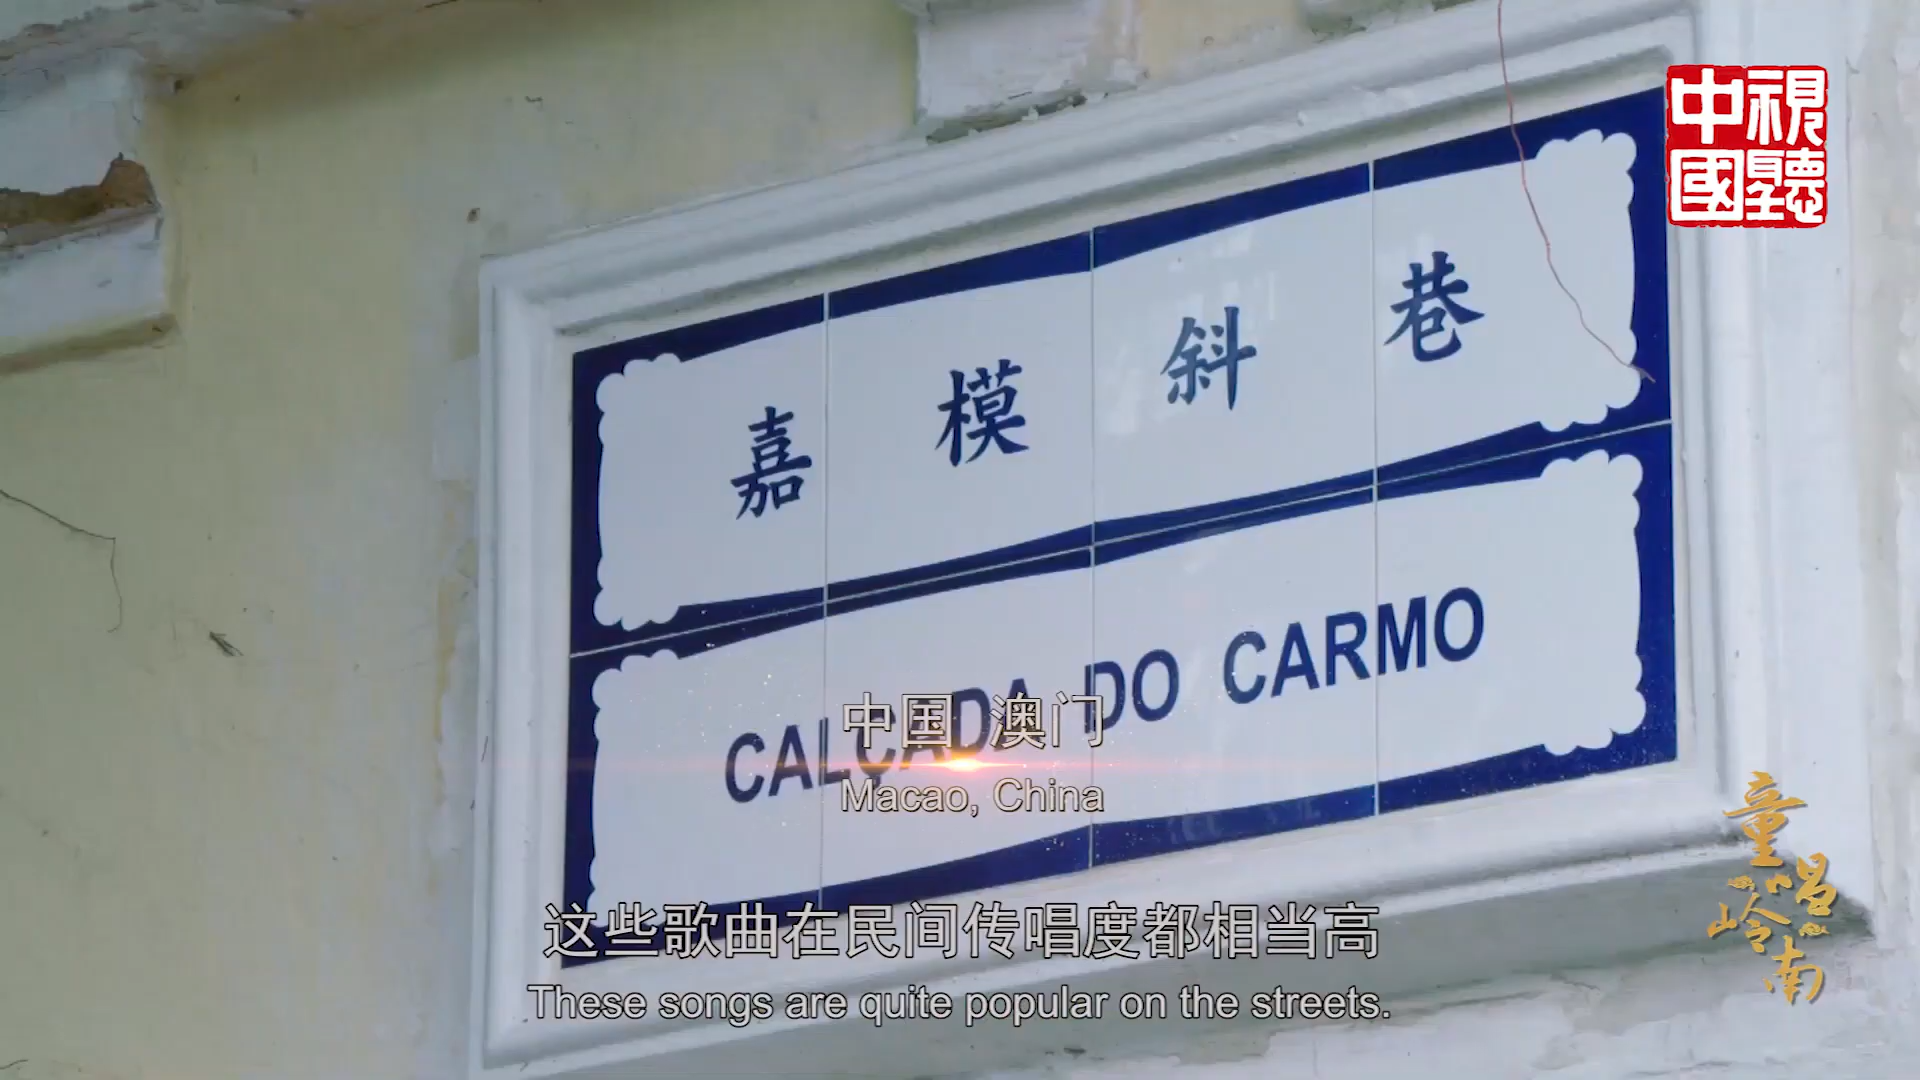 中國視聽
嘉模斜巷
CALÇADA DO CARMO
中国 澳门
Macao, China
童唱岭南
这些歌曲在民间传唱度都相当高
These songs are quite popular on the streets.